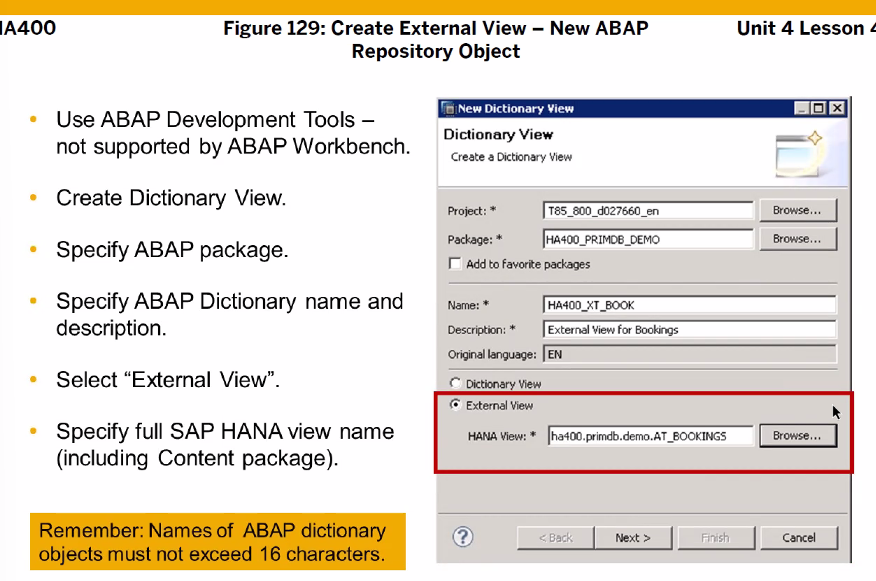 HA400
Figure 129: Create External View – New ABAP
Repository Object
Unit 4 Lesson 4
• Use ABAP Development Tools –
not supported by ABAP Workbench.
• Create Dictionary View.
• Specify ABAP package.
• Specify ABAP Dictionary name and
description.
• Select “External View”.
• Specify full SAP HANA view name
(including Content package).
Remember: Names of ABAP dictionary
objects must not exceed 16 characters.
New Dictionary View
Dictionary View
Create a Dictionary View
Project: * T85_800_d027660_en Browse...
Package: * HA400_PRIMDB_DEMO Browse...
Add to favorite packages
Name: * HA400_XT_BOOK
Description: * External View for Bookings
Original language: EN
Dictionary View
External View
HANA View: * ha400.primdb.demo.AT_BOOKINGS Browse...
? < Back Next > Finish Cancel